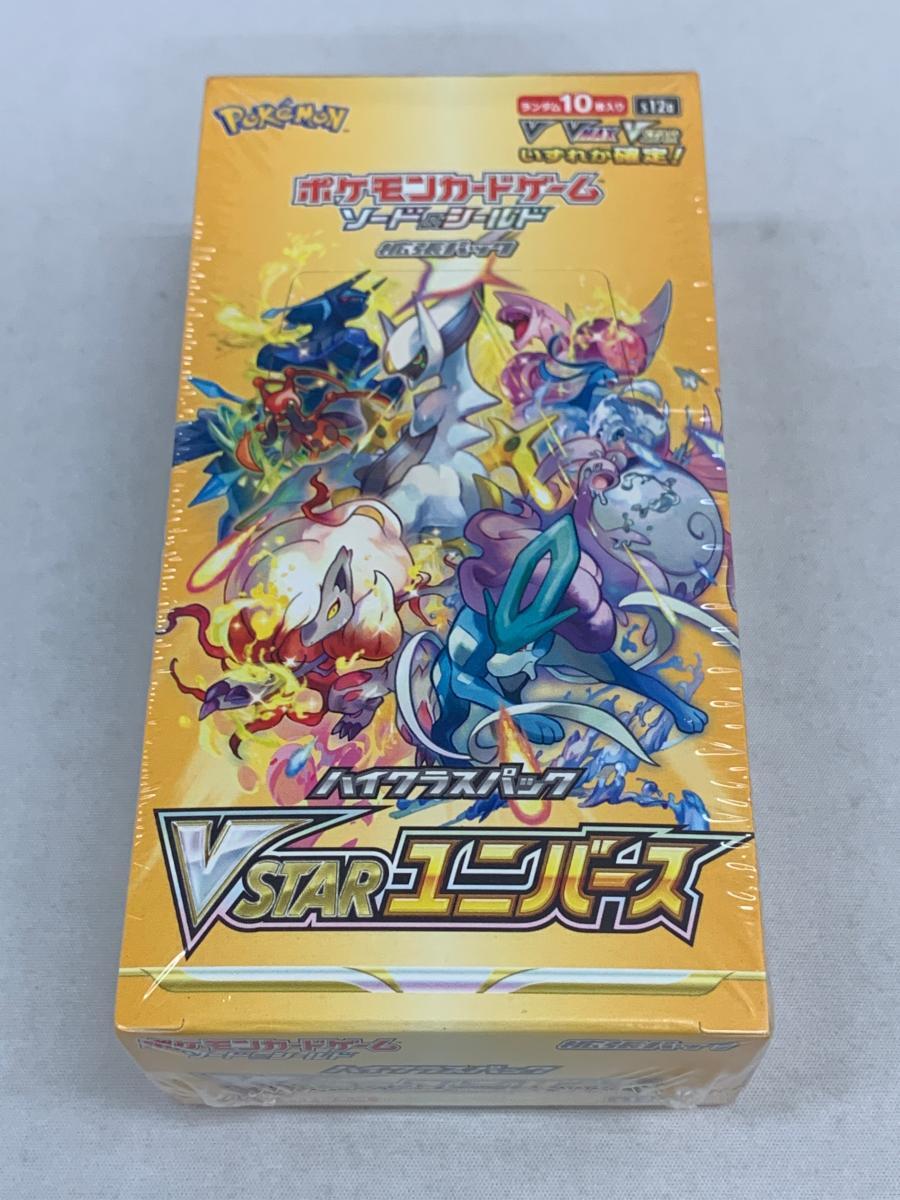 Pokémon
ランダム10枚入り s12a
V VMAX VSTAR
いずれか確定!
ポケモンカードゲーム
ソード&シールド
拡張パック
ハイクラスパック
VSTARユニバース
ポケモンカードゲーム
ソード&シールド
拡張パック
ハイクラスパック